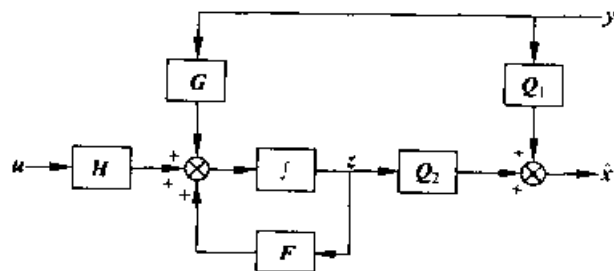 y
G
Q₁
u
H
+
+
+
∫
z
Q₂
+
+
x̂
F